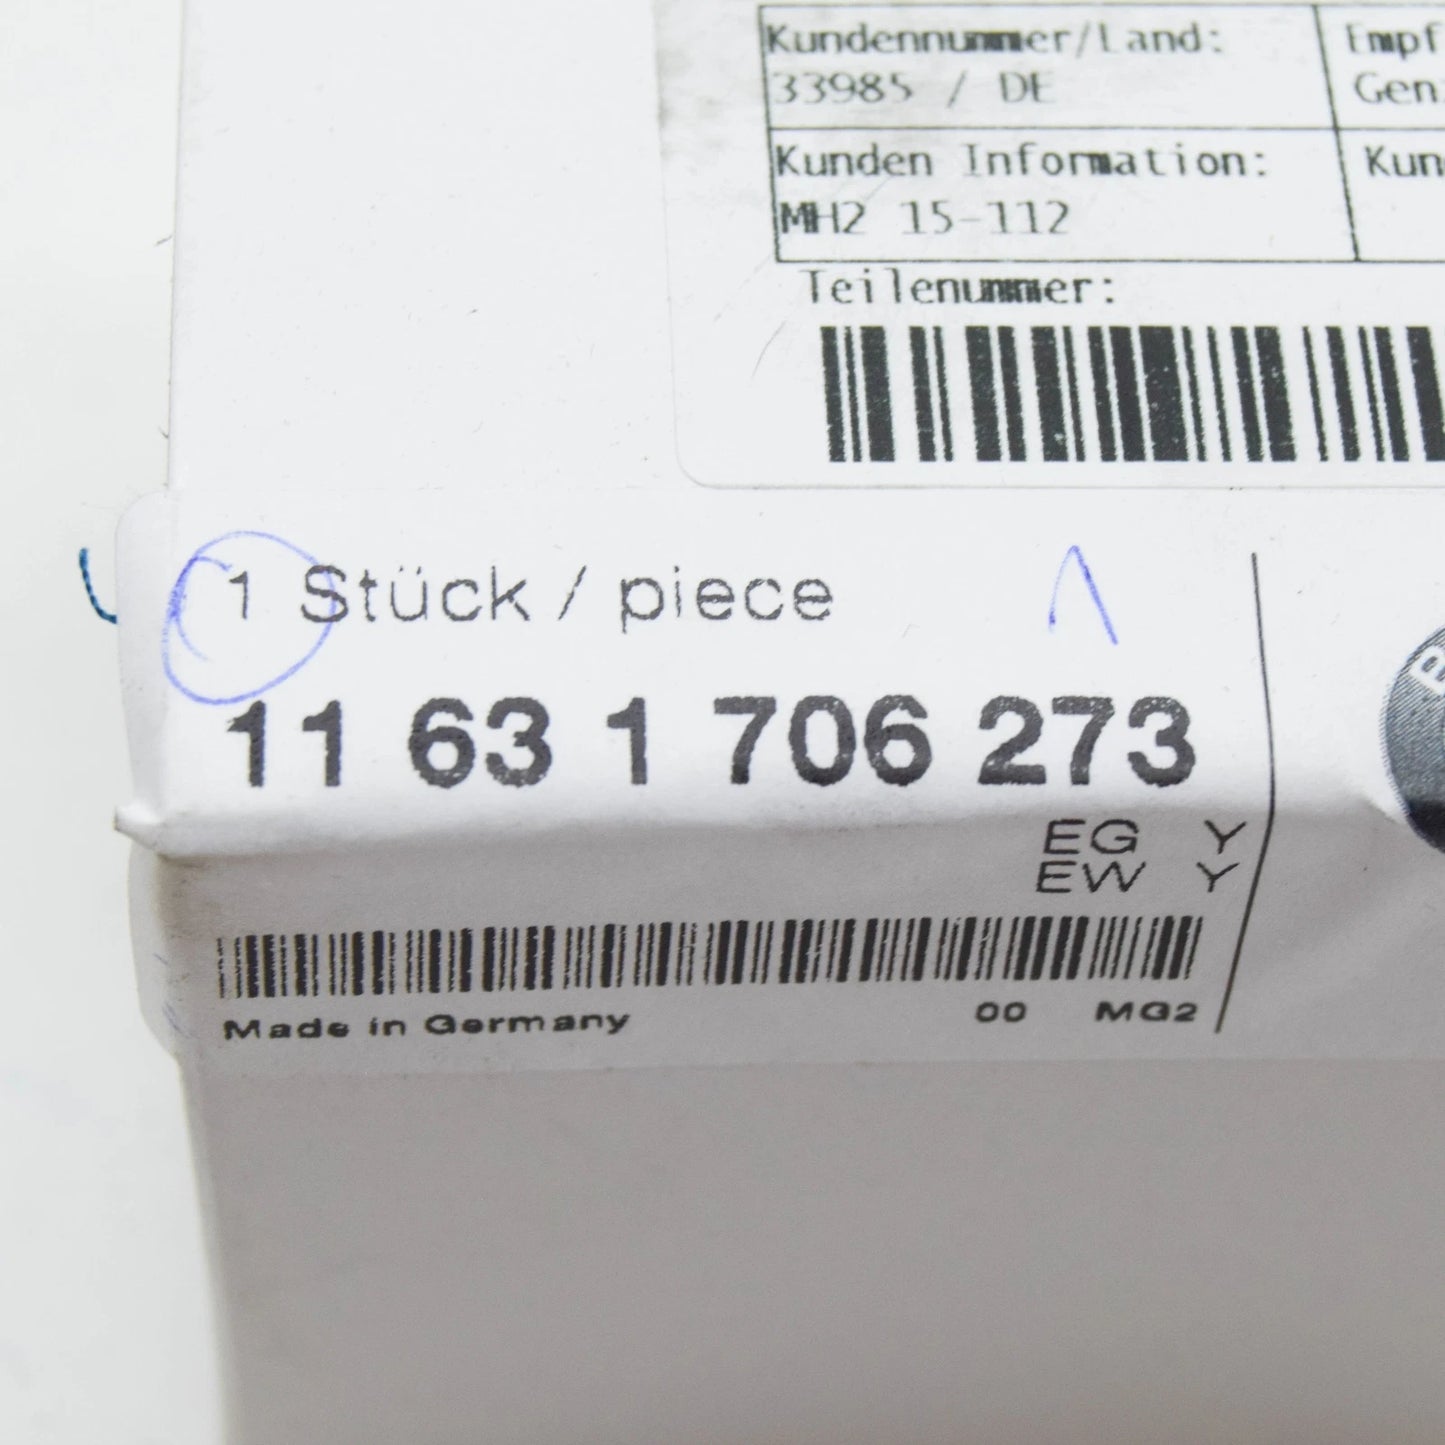 Kundennummer/Land:
33985 / DE
Kunden Information:
MH2 15-112
Teilenummer:
1 Stück / piece
1
11 63 1 706 273
EG Y
EW Y
Made in Germany 00 MG2